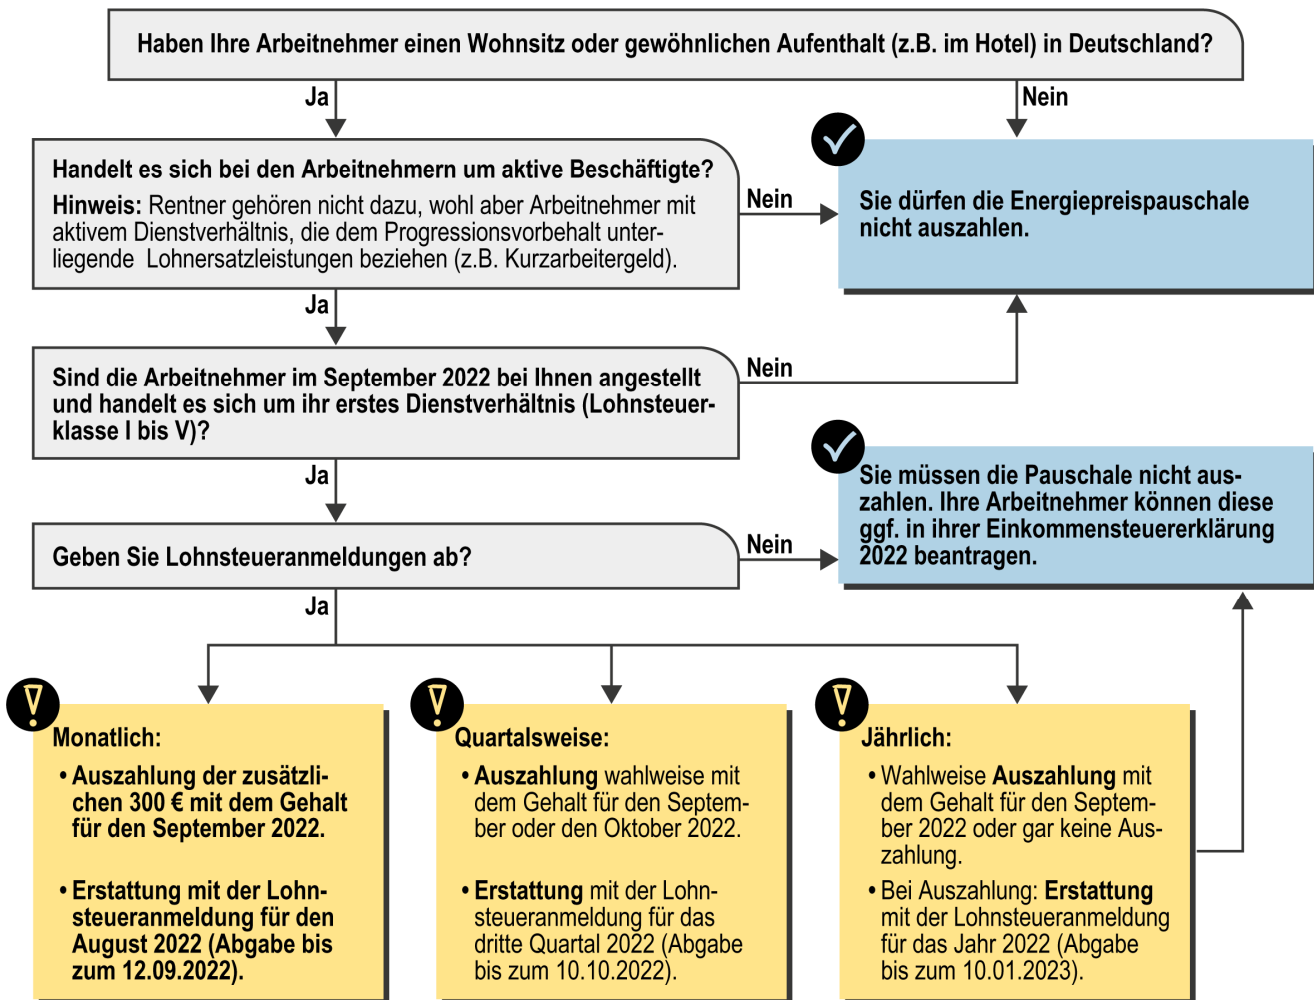 Haben Ihre Arbeitnehmer einen Wohnsitz oder gewöhnlichen Aufenthalt (z.B. im Hotel) in Deutschland?
Ja
Nein
Handelt es sich bei den Arbeitnehmern um aktive Beschäftigte?
Hinweis: Rentner gehören nicht dazu, wohl aber Arbeitnehmer mit
aktivem Dienstverhältnis, die dem Progressionsvorbehalt unter-
liegende Lohnersatzleistungen beziehen (z.B. Kurzarbeitergeld).
Nein
Sie dürfen die Energiepreispauschale
nicht auszahlen.
Ja
Sind die Arbeitnehmer im September 2022 bei Ihnen angestellt
und handelt es sich um ihr erstes Dienstverhältnis (Lohnsteuer-
klasse I bis V)?
Nein
Ja
Geben Sie Lohnsteueranmeldungen ab?
Nein
Sie müssen die Pauschale nicht aus-
zahlen. Ihre Arbeitnehmer können diese
ggf. in ihrer Einkommensteuererklärung
2022 beantragen.
Ja
Monatlich:
• Auszahlung der zusätzli-
chen 300 € mit dem Gehalt
für den September 2022.
• Erstattung mit der Lohn-
steueranmeldung für den
August 2022 (Abgabe bis
zum 12.09.2022).
Quartalsweise:
• Auszahlung wahlweise mit
dem Gehalt für den Septem-
ber oder den Oktober 2022.
• Erstattung mit der Lohn-
steueranmeldung für das
dritte Quartal 2022 (Abgabe
bis zum 10.10.2022).
Jährlich:
• Wahlweise Auszahlung mit
dem Gehalt für den Septem-
ber 2022 oder gar keine Aus-
zahlung.
• Bei Auszahlung: Erstattung
mit der Lohnsteueranmeldung
für das Jahr 2022 (Abgabe
bis zum 10.01.2023).